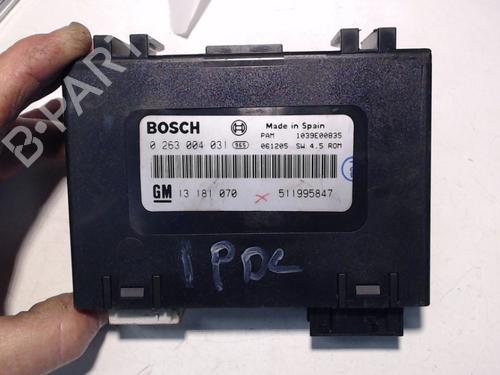 BOSCH Made in Spain
PAM 1039E00835
0 263 004 031 965 061205 SW 4.5 ROM
GM 13 181 070 X 511995847
1 PDC
B-PARTS